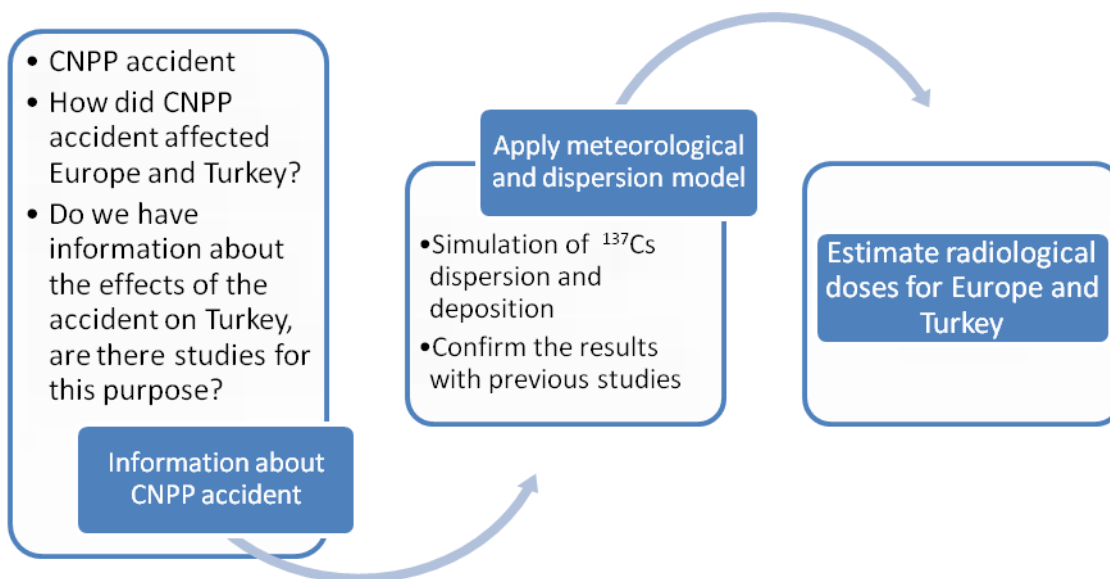 • CNPP accident
• How did CNPP
accident affected
Europe and Turkey?
• Do we have
information about
the effects of the
accident on Turkey,
are there studies for
this purpose?
Information about
CNPP accident
Apply meteorological
and dispersion model
•Simulation of ¹³⁷Cs
dispersion and
deposition
•Confirm the results
with previous studies
Estimate radiological
doses for Europe and
Turkey